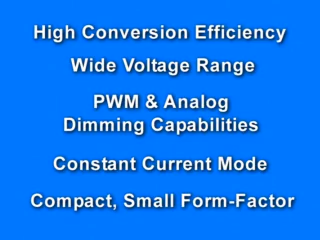 High Conversion Efficiency
Wide Voltage Range
PWM & Analog
Dimming Capabilities
Constant Current Mode
Compact, Small Form-Factor